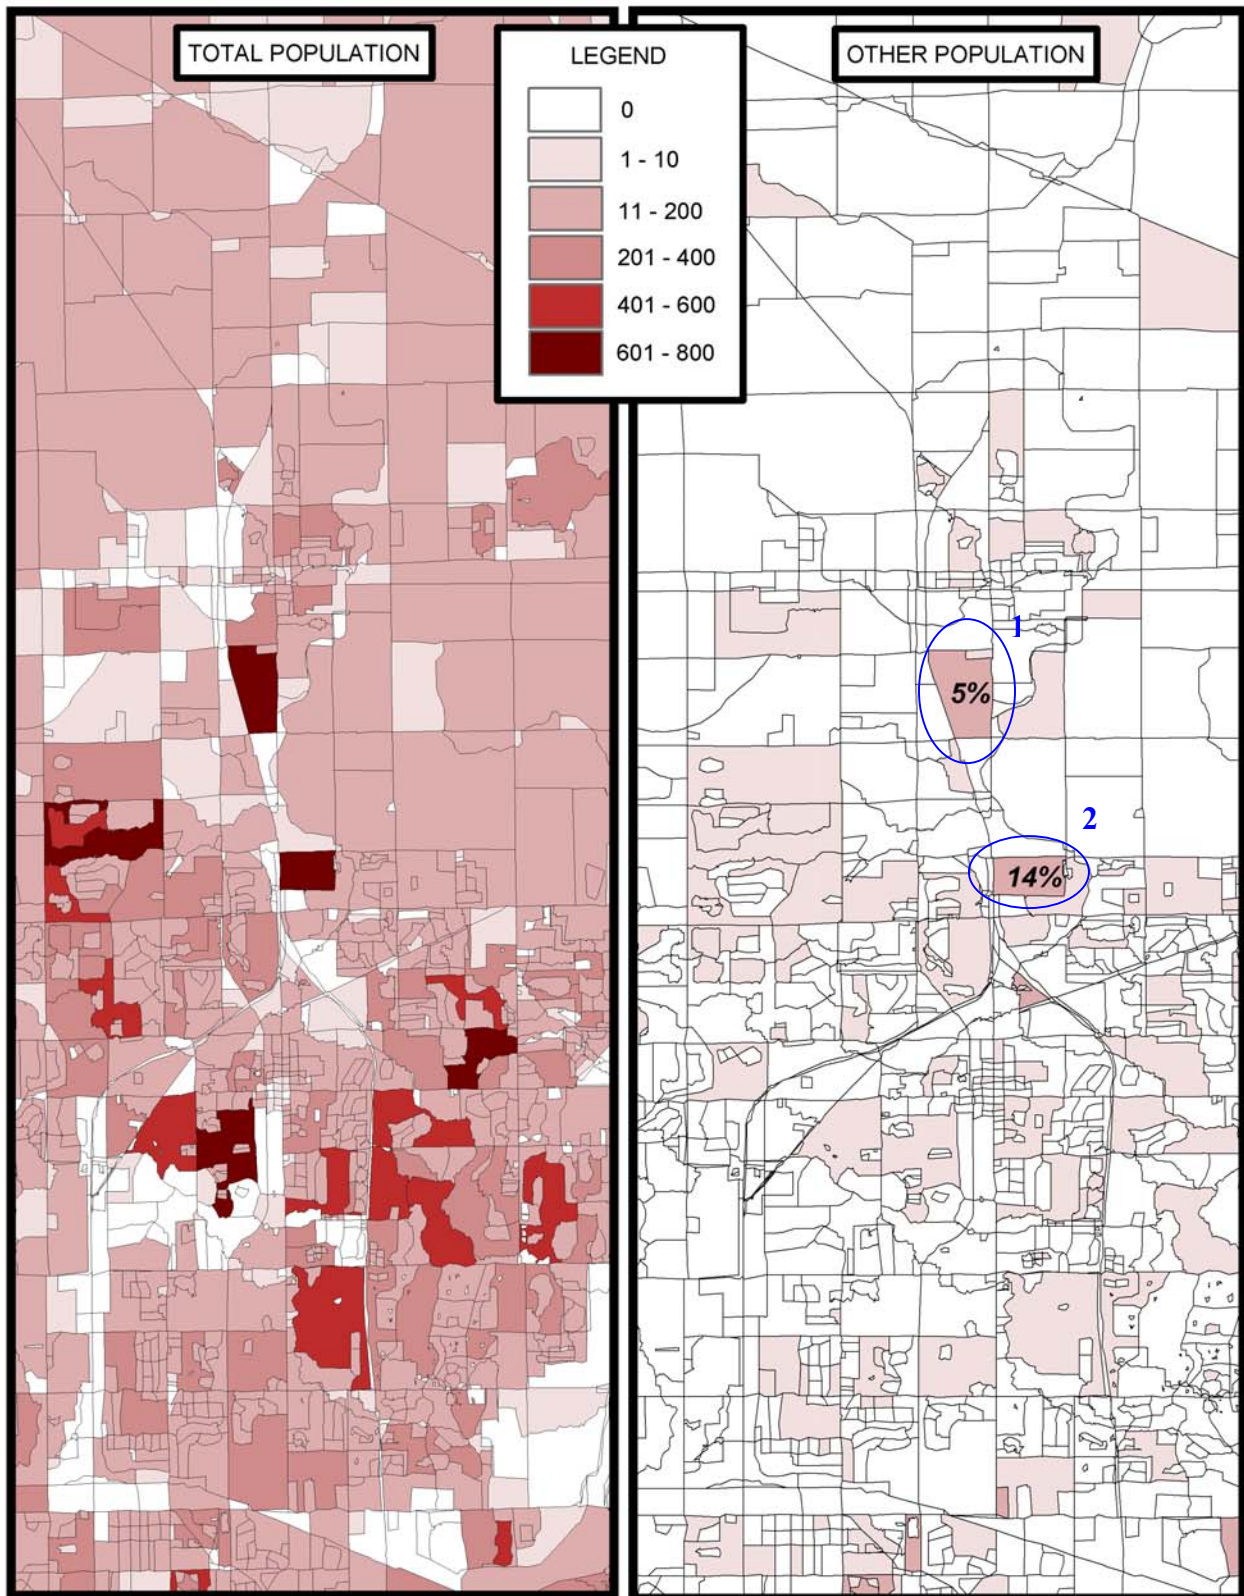 TOTAL POPULATION
LEGEND
0
1 - 10
11 - 200
201 - 400
401 - 600
601 - 800
OTHER POPULATION
1
5%
2
14%